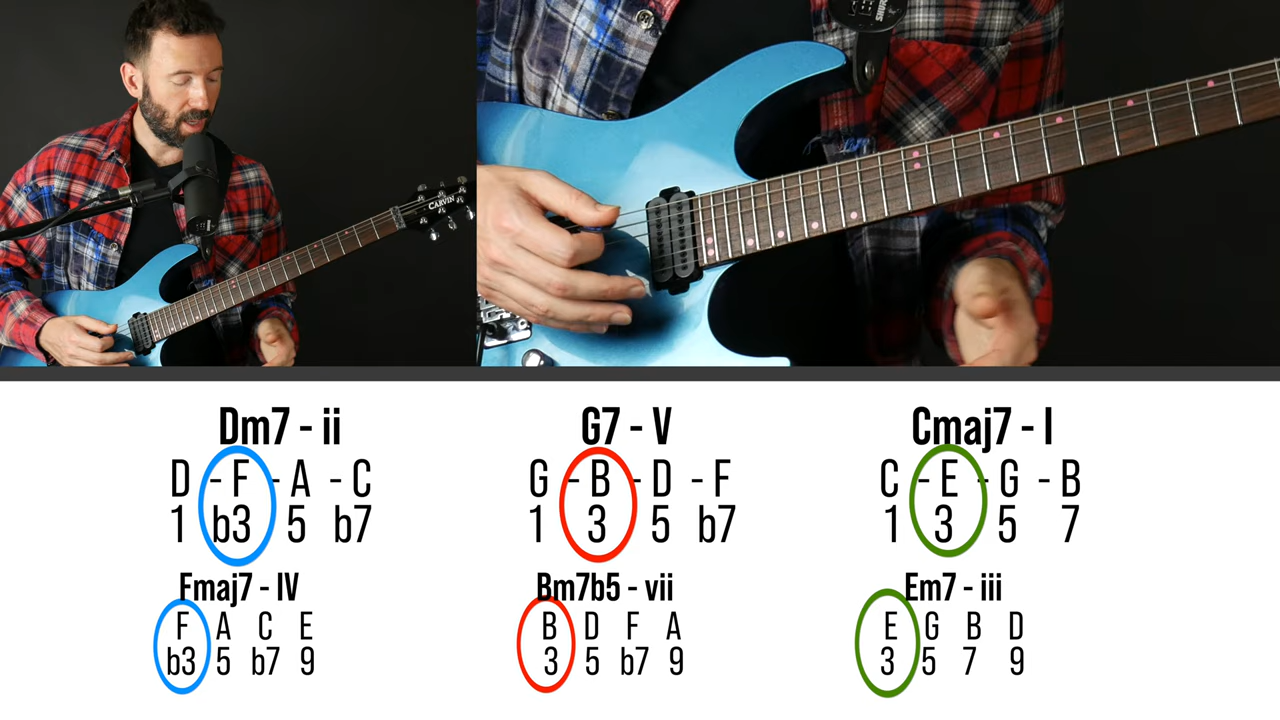 CARVIN
Dm7 - ii
D - F - A - C
1 b3 5 b7
Fmaj7 - IV
F A C E
b3 5 b7 9
G7 - V
G - B - D - F
1 3 5 b7
Bm7b5 - vii
B D F A
3 5 b7 9
Cmaj7 - I
C - E - G - B
1 3 5 7
Em7 - iii
E G B D
3 5 7 9